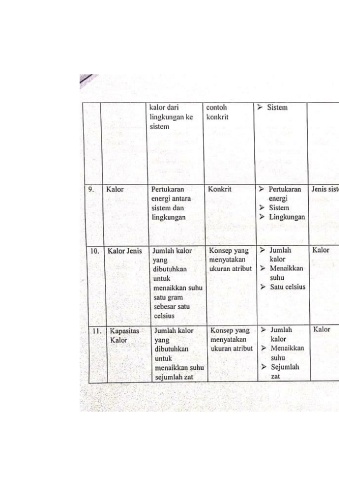 kalor dari
lingkungan ke
sistem
contoh
konkrit
➢ Sistem
9.
Kalor
Pertukaran
energi antara
sistem dan
lingkungan
Konkrit
➢ Pertukaran
energi
➢ Sistem
➢ Lingkungan
Jenis
10.
Kalor Jenis
Jumlah kalor
yang
dibutuhkan
untuk
menaikkan suhu
satu gram
sebesar satu
celsius
Konsep yang
menyatakan
ukuran atribut
➢ Jumlah
kalor
➢ Menaikkan
suhu
➢ Satu celsius
Kalor
11.
Kapasitas
Kalor
Jumlah kalor
yang
dibutuhkan
untuk
menaikkan suhu
sejumlah zat
Konsep yang
menyatakan
ukuran atribut
➢ Jumlah
kalor
➢ Menaikkan
suhu
➢ Sejumlah
zat
Kalor